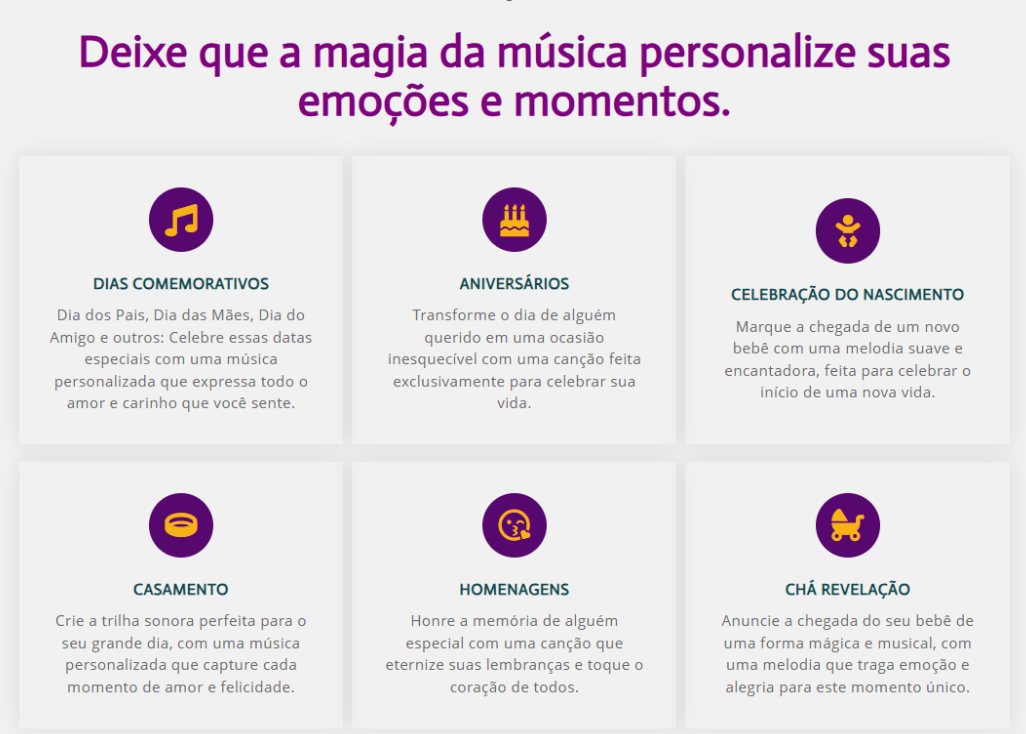 Deixe que a magia da música personalize suas
emoções e momentos.
DIAS COMEMORATIVOS
Dia dos Pais, Dia das Mães, Dia do
Amigo e outros: Celebre essas datas
especiais com uma música
personalizada que expressa todo o
amor e carinho que você sente.
ANIVERSÁRIOS
Transforme o dia de alguém
querido em uma ocasião
inesquecível com uma canção feita
exclusivamente para celebrar sua
vida.
CELEBRAÇÃO DO NASCIMENTO
Marque a chegada de um novo
bebê com uma melodia suave e
encantadora, feita para celebrar o
início de uma nova vida.
CASAMENTO
Crie a trilha sonora perfeita para o
seu grande dia, com uma música
personalizada que capture cada
momento de amor e felicidade.
HOMENAGENS
Honre a memória de alguém
especial com uma canção que
eternize suas lembranças e toque o
coração de todos.
CHÁ REVELAÇÃO
Anuncie a chegada do seu bebê de
uma forma mágica e musical, com
uma melodia que traga emoção e
alegria para este momento único.